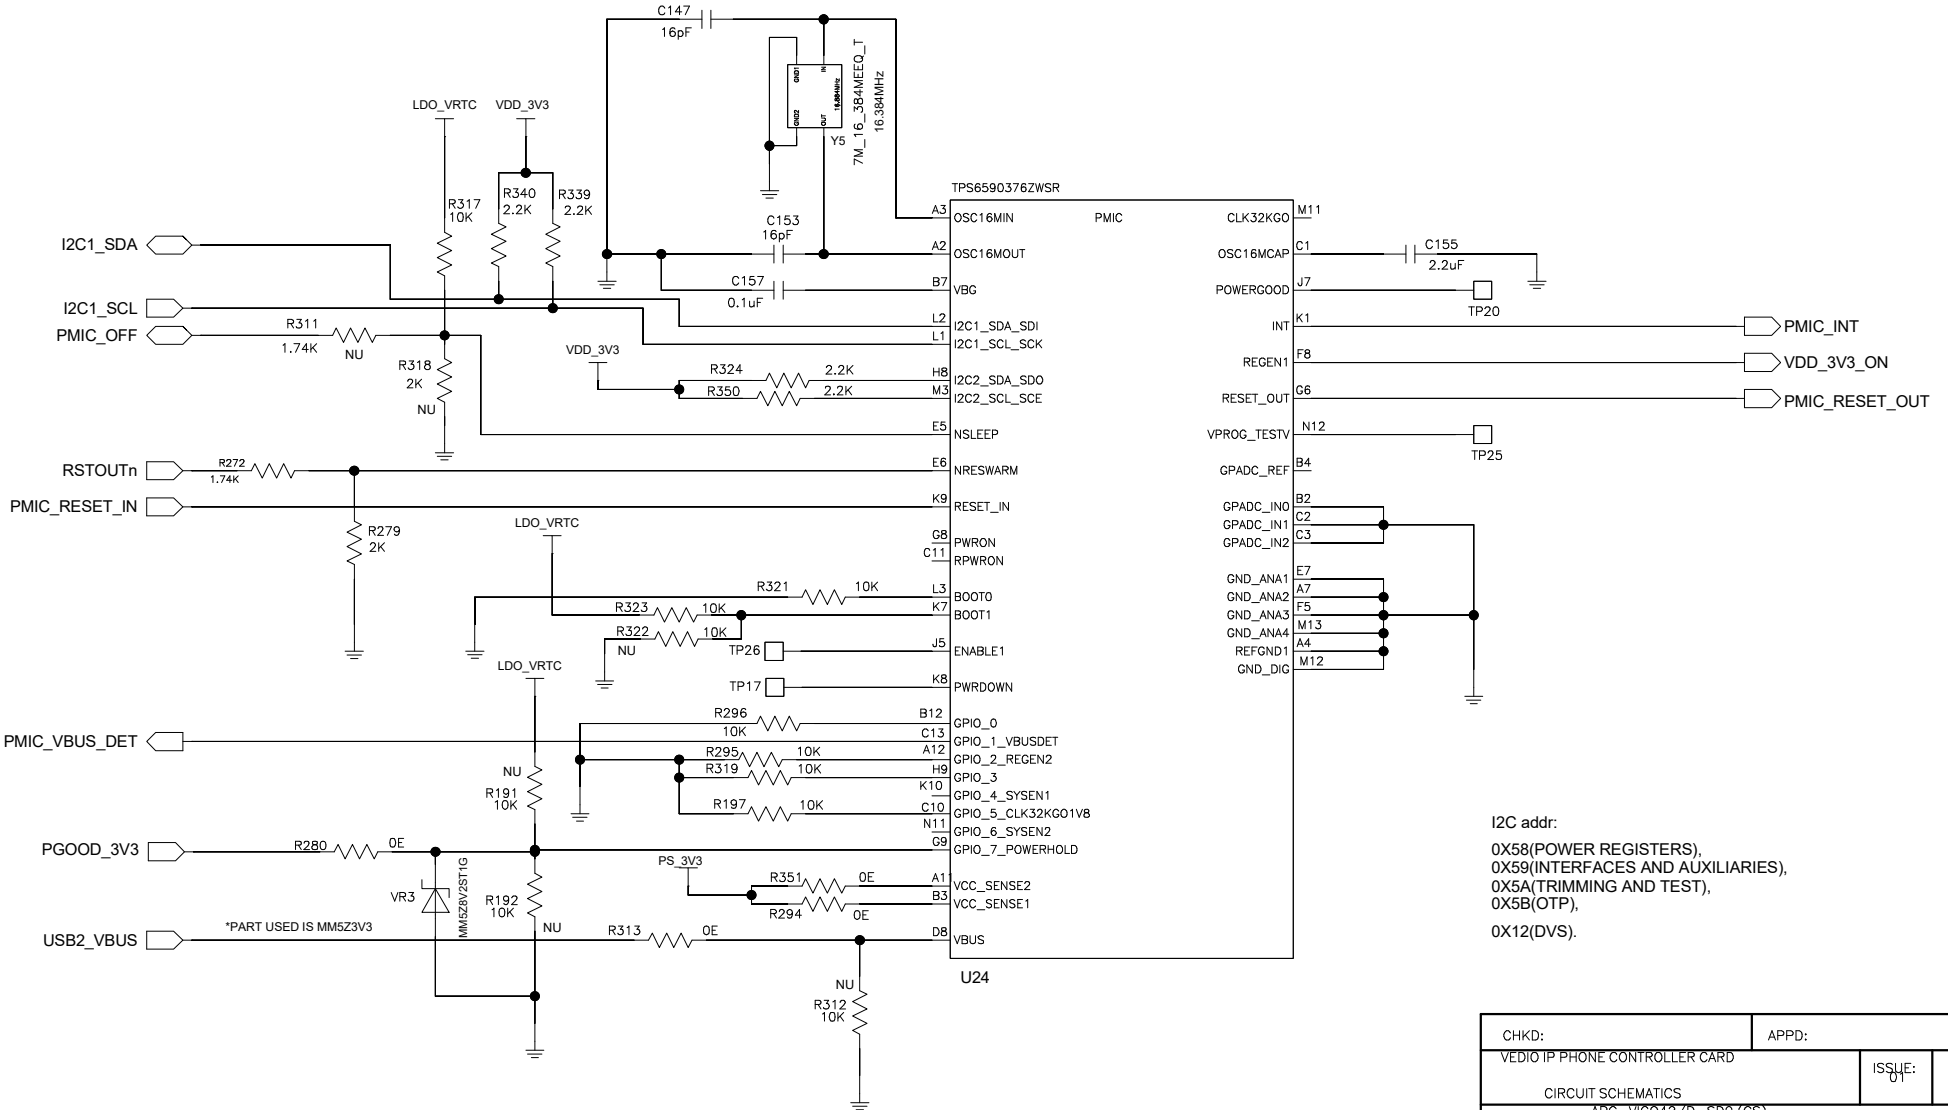 C147
16pF
GND1
IN
16.384MHz
GND2
OUT
Y5
7M_16_384MEEQ_T
16.384MHz
LDO_VRTC
VDD_3V3
R317
10K
R340
2.2K
R339
2.2K
C153
16pF
C157
0.1uF
I2C1_SDA
I2C1_SCL
PMIC_OFF
R311
1.74K
NU
R318
2K
NU
VDD_3V3
R324
2.2K
R350
2.2K
RSTOUTn
R272
1.74K
PMIC_RESET_IN
R279
2K
LDO_VRTC
R321
10K
R323
10K
R322
10K
NU
TP26
TP17
LDO_VRTC
R296
10K
PMIC_VBUS_DET
R295
10K
R319
10K
R197
10K
NU
R191
10K
PGOOD_3V3
R280
0E
VR3
MM5Z8V2ST1G
R192
10K
NU
*PART USED IS MM5Z3V3
PS_3V3
R351
0E
R294
0E
USB2_VBUS
R313
0E
NU
R312
10K
TPS6590376ZWSR
PMIC
A3 OSC16MIN
A2 OSC16MOUT
B7 VBG
L2 I2C1_SDA_SDI
L1 I2C1_SCL_SCK
H8 I2C2_SDA_SDO
M3 I2C2_SCL_SCE
E5 NSLEEP
E6 NRESWARM
K9 RESET_IN
G8 PWRON
C11 RPWRON
L3 BOOT0
K7 BOOT1
J5 ENABLE1
K8 PWRDOWN
B12 GPIO_0
C13 GPIO_1_VBUSDET
A12 GPIO_2_REGEN2
H9 GPIO_3
K10 GPIO_4_SYSEN1
C10 GPIO_5_CLK32KGO1V8
N11 GPIO_6_SYSEN2
G9 GPIO_7_POWERHOLD
A11 VCC_SENSE2
B3 VCC_SENSE1
D8 VBUS
U24
CLK32KGO M11
OSC16MCAP C1
POWERGOOD J7
INT K1
REGEN1 F8
RESET_OUT G6
VPROG_TESTV N12
GPADC_REF B4
GPADC_IN0 B2
GPADC_IN1 C2
GPADC_IN2 C3
GND_ANA1 E7
GND_ANA2 A7
GND_ANA3 F5
GND_ANA4 M13
REFGND1 A4
GND_DIG M12
C155
2.2uF
TP20
PMIC_INT
VDD_3V3_ON
PMIC_RESET_OUT
TP25
I2C addr:
0X58(POWER REGISTERS),
0X59(INTERFACES AND AUXILIARIES),
0X5A(TRIMMING AND TEST),
0X5B(OTP),
0X12(DVS).
CHKD:
APPD:
VEDIO IP PHONE CONTROLLER CARD
ISSUE:
01
CIRCUIT SCHEMATICS